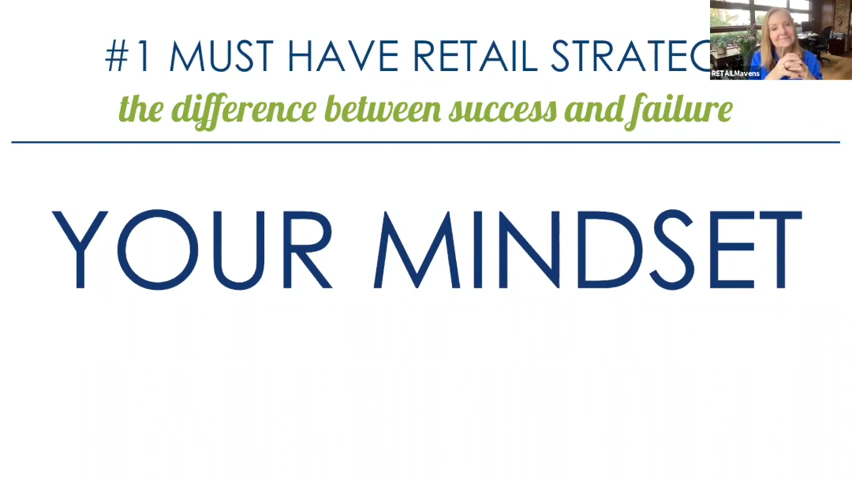 #1 MUST HAVE RETAIL STRATEG
the difference between success and failure
YOUR MINDSET
RETAILMavens